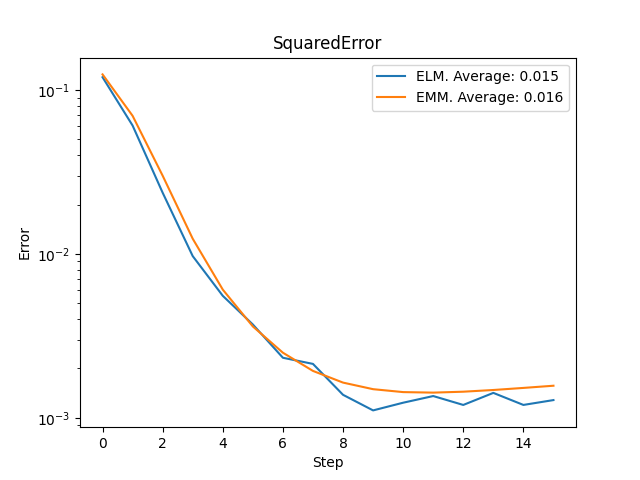 SquaredError
ELM. Average: 0.015
EMM. Average: 0.016
10⁻¹
10⁻²
10⁻³
Error
0 2 4 6 8 10 12 14
Step